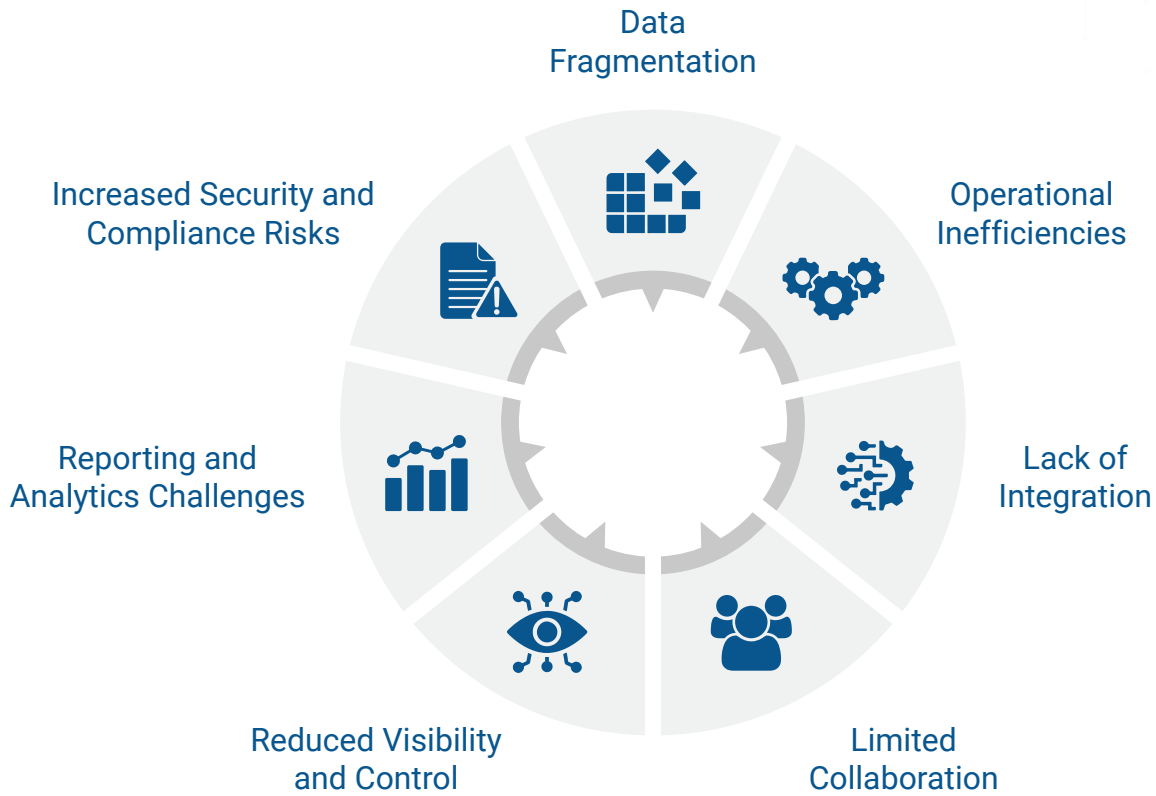 Data
Fragmentation
Operational
Inefficiencies
Lack of
Integration
Limited
Collaboration
Reduced Visibility
and Control
Reporting and
Analytics Challenges
Increased Security and
Compliance Risks